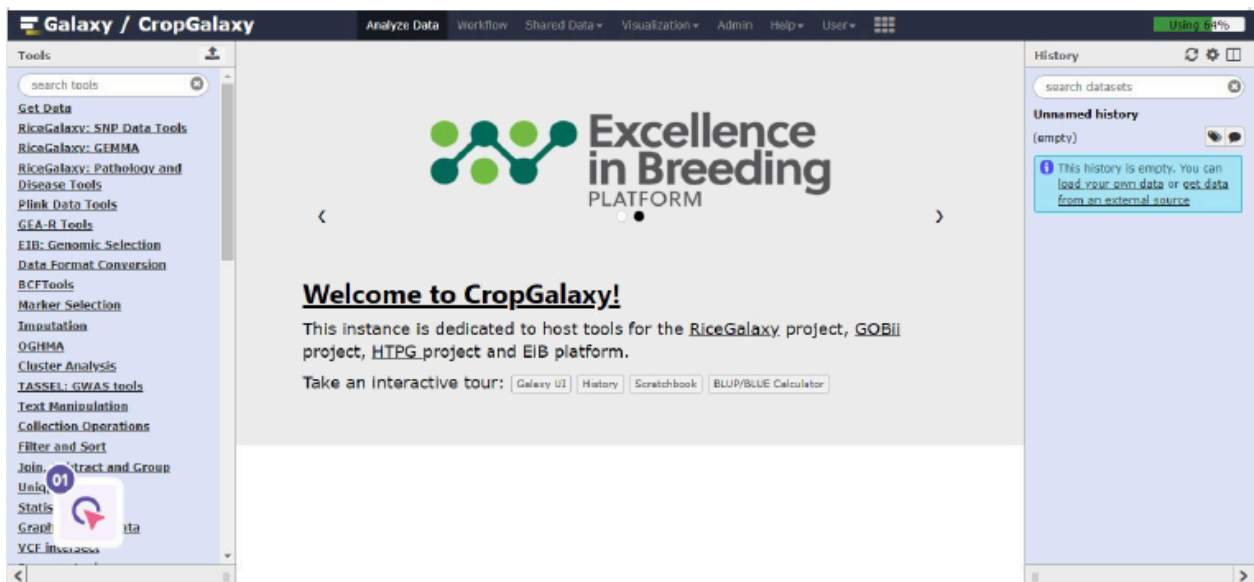 Galaxy / CropGalaxy
Analyze Data Workflow Shared Data Visualization Admin Help User
Using 64%
Tools
search tools
Get Data
RiceGalaxy: SNP Data Tools
RiceGalaxy: GEMMA
RiceGalaxy: Pathology and
Disease Tools
Plink Data Tools
GEA-R Tools
EIB: Genomic Selection
Data Format Conversion
BCFTools
Marker Selection
Imputation
OGHMA
Cluster Analysis
TASSEL: GWAS tools
Text Manipulation
Collection Operations
Filter and Sort
Join, and Group
01
VCF
Excellence
in Breeding
PLATFORM
Welcome to CropGalaxy!
This instance is dedicated to host tools for the RiceGalaxy project, GOBii
project, HTPG project and EiB platform.
Take an interactive tour: Galaxy UI History Scratchbook BLUP/BLUE Calculator
History
search datasets
Unnamed history
(empty)
This history is empty. You can
load your own data or get data
from an external source